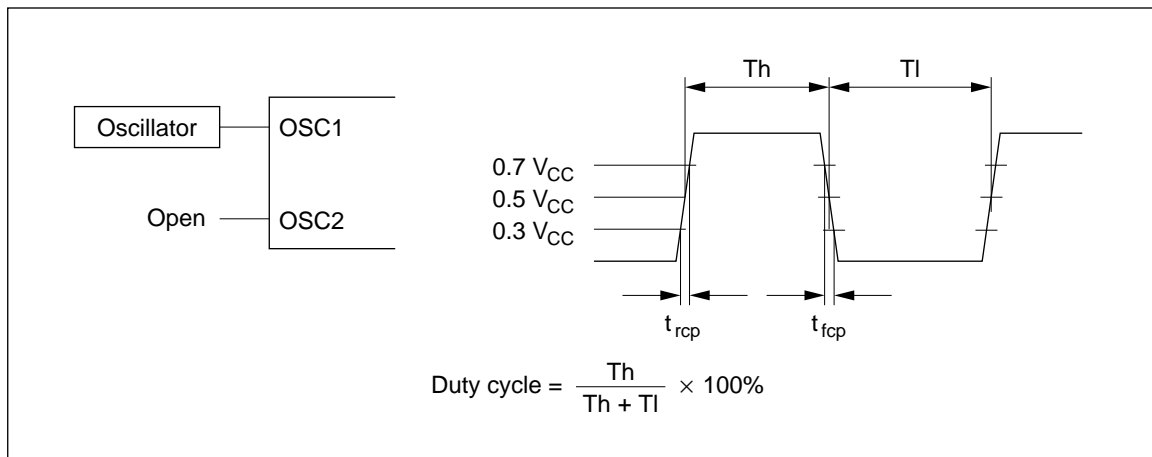 Th Tl
Oscillator OSC1
0.7 VCC
0.5 VCC
Open OSC2
0.3 VCC
trcp tfcp
Duty cycle = Th / Th + Tl × 100%